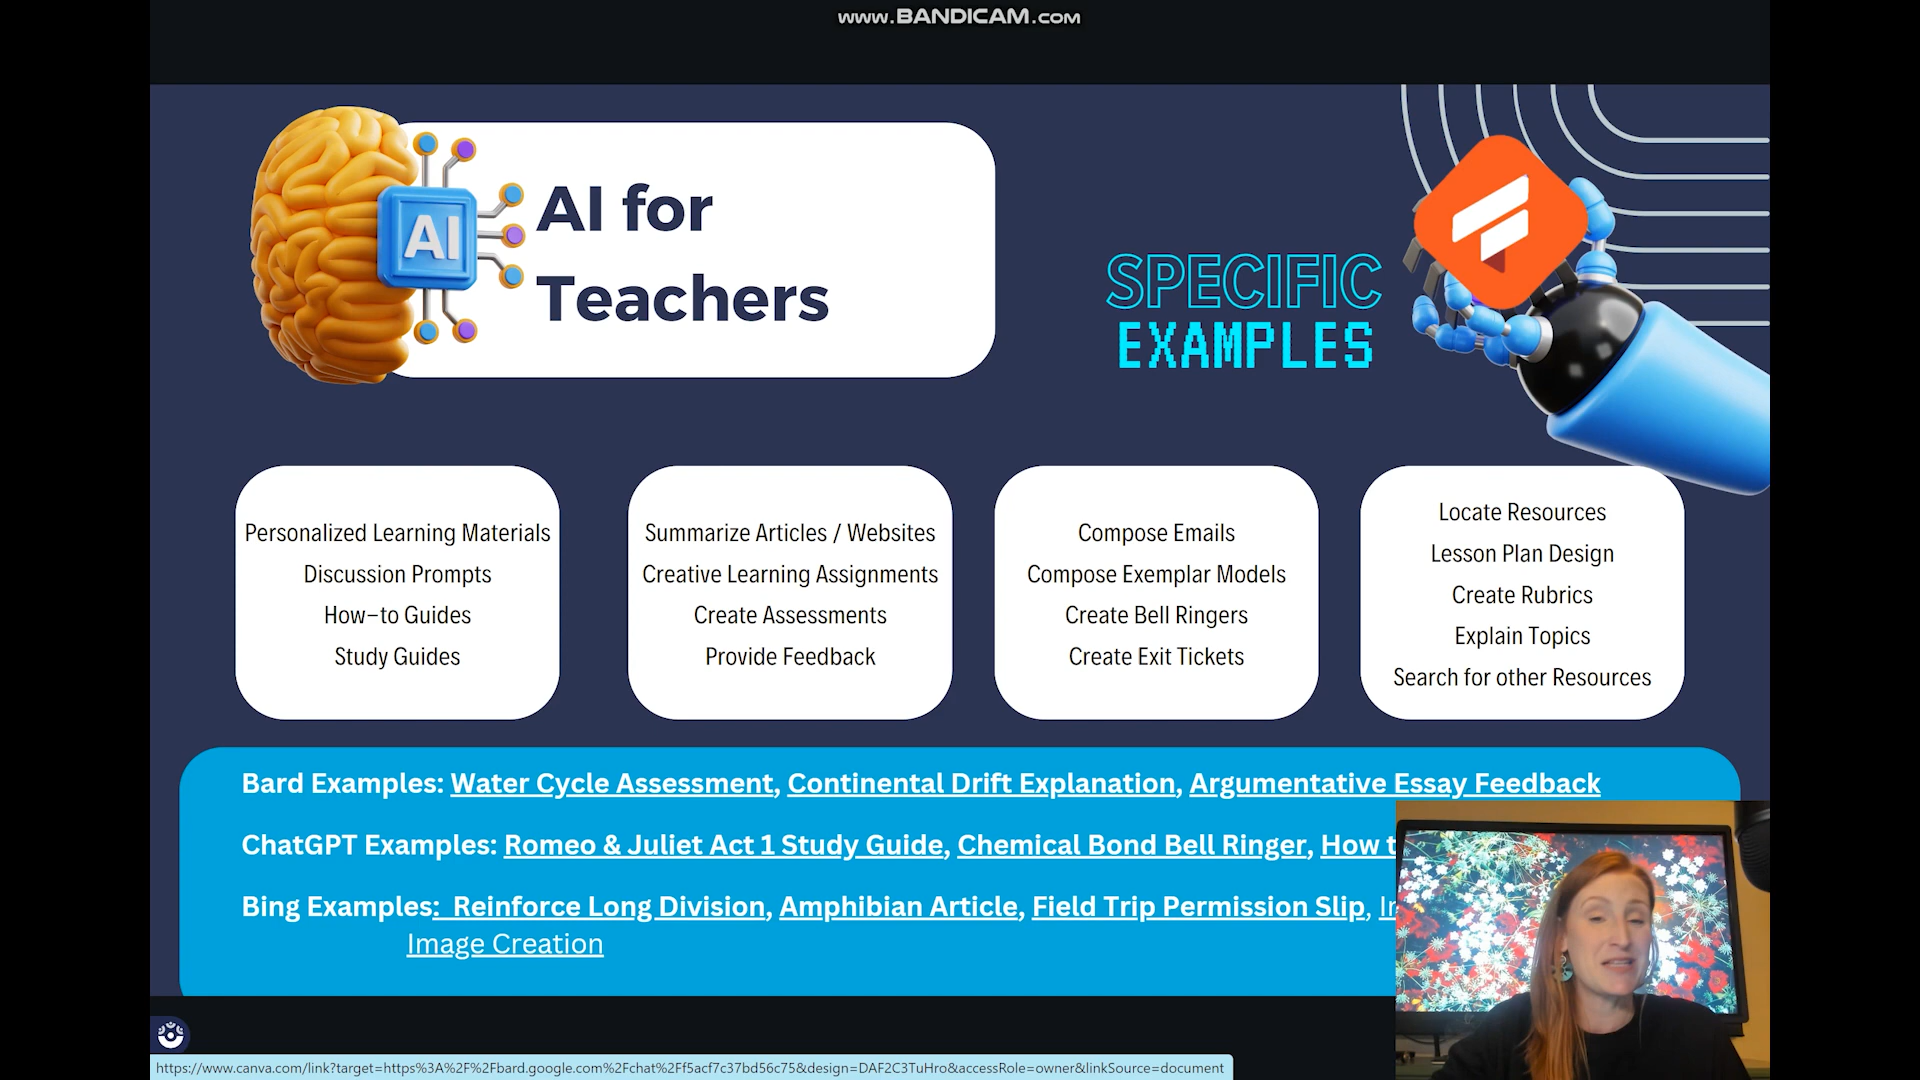 www.BANDICAM.com
AI
AI for
Teachers
SPECIFIC
EXAMPLES
Personalized Learning Materials
Discussion Prompts
How-to Guides
Study Guides
Summarize Articles / Websites
Creative Learning Assignments
Create Assessments
Provide Feedback
Compose Emails
Compose Exemplar Models
Create Bell Ringers
Create Exit Tickets
Locate Resources
Lesson Plan Design
Create Rubrics
Explain Topics
Search for other Resources
Bard Examples: Water Cycle Assessment, Continental Drift Explanation, Argumentative Essay Feedback
ChatGPT Examples: Romeo & Juliet Act 1 Study Guide, Chemical Bond Bell Ringer, How
Bing Examples: Reinforce Long Division, Amphibian Article, Field Trip Permission Slip,
Image Creation
https://www.canva.com/link?target=https%3A%2F%2Fbard.google.com%2Fchat%2Ff5acf7c37bd56c75&design=DAF2C3TuHro&accessRole=owner&linkSource=document